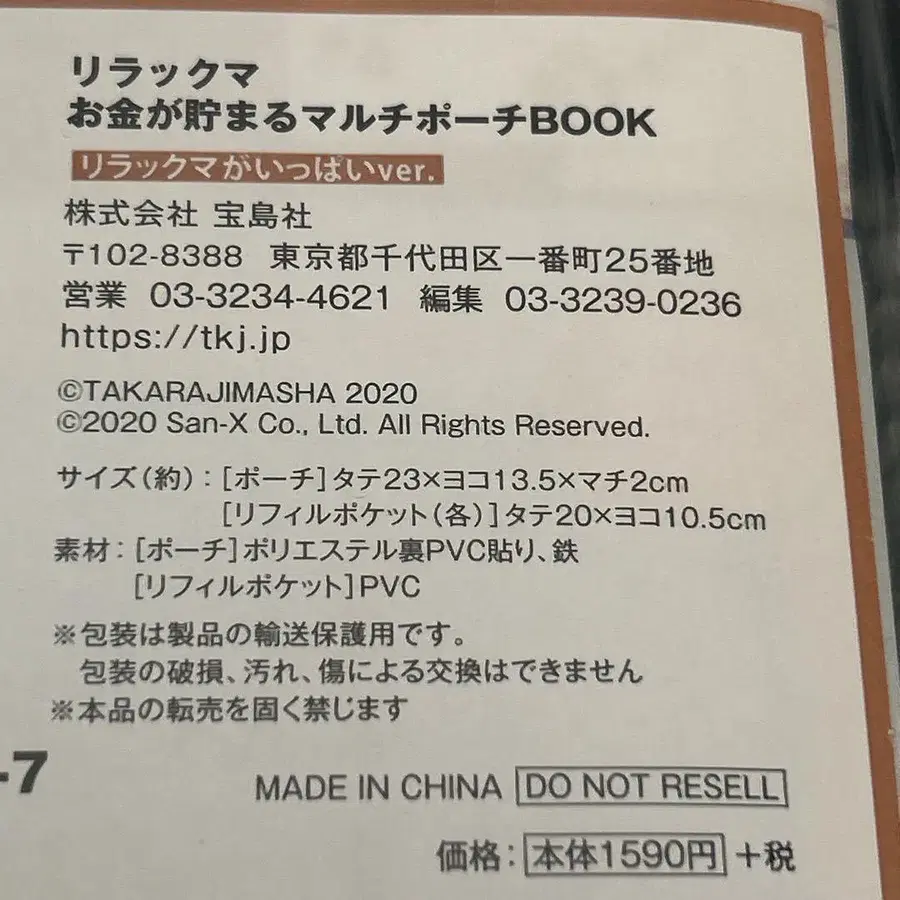 リラックマ
お金が貯まるマルチポーチBOOK
リラックマがいっぱいver.
株式会社 宝島社
〒102-8388 東京都千代田区一番町25番地
営業 03-3234-4621 編集 03-3239-0236
https://tkj.jp
©TAKARAJIMASHA 2020
©2020 San-X Co., Ltd. All Rights Reserved.
サイズ(約):[ポーチ]タテ23×ヨコ13.5×マチ2cm
[リフィルポケット(各)]タテ20×ヨコ10.5cm
素材:[ポーチ]ポリエステル裏PVC貼り、鉄
[リフィルポケット]PVC
※包装は製品の輸送保護用です。
包装の破損、汚れ、傷による交換はできません
※本品の転売を固く禁じます
-7
MADE IN CHINA DO NOT RESELL
価格:本体1590円+税